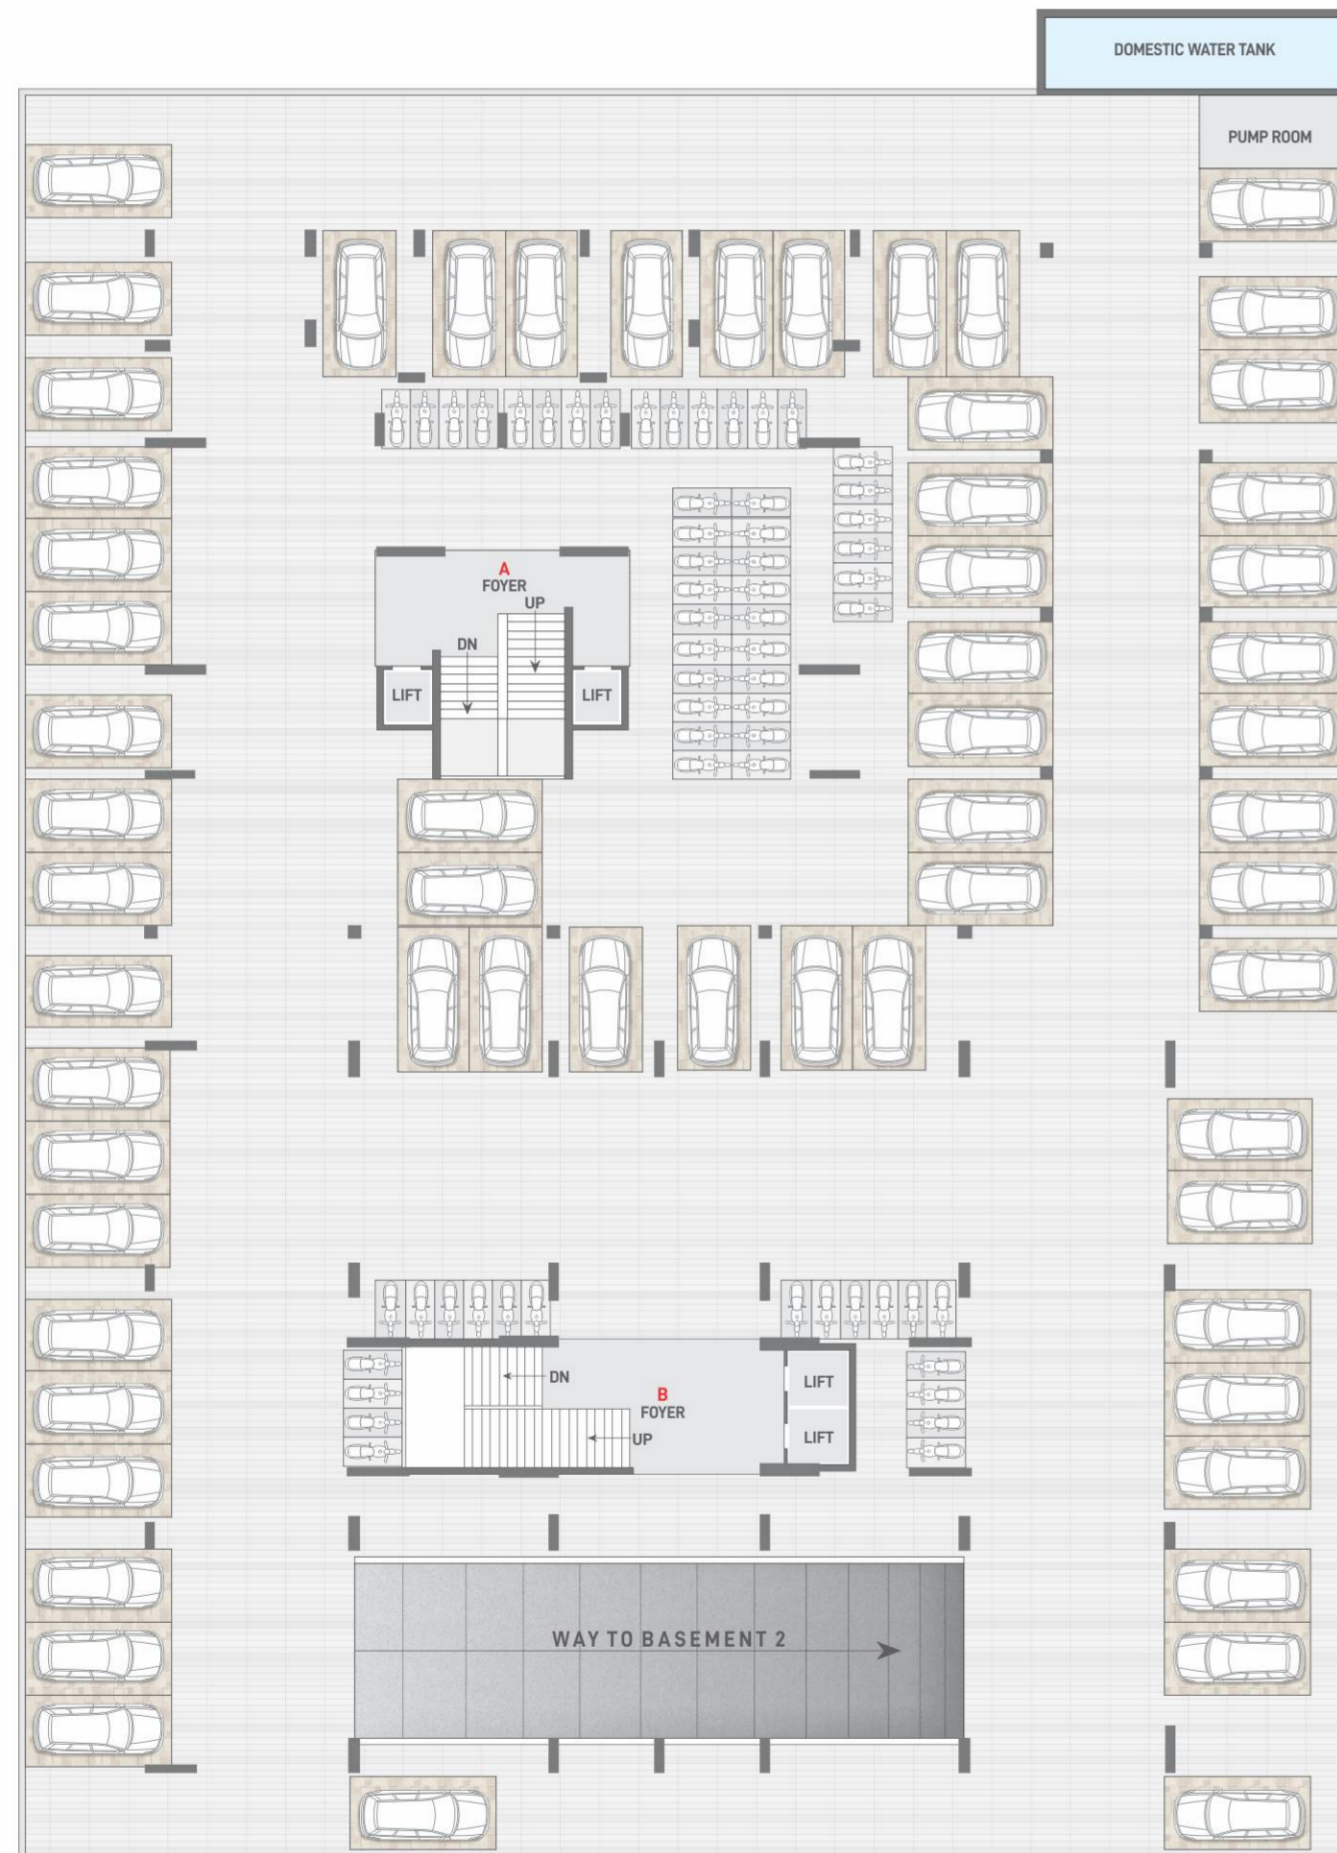 DOMESTIC WATER TANK
PUMP ROOM
A
FOYER
UP
DN
LIFT
LIFT
DN
B
FOYER
UP
LIFT
LIFT
WAY TO BASEMENT 2